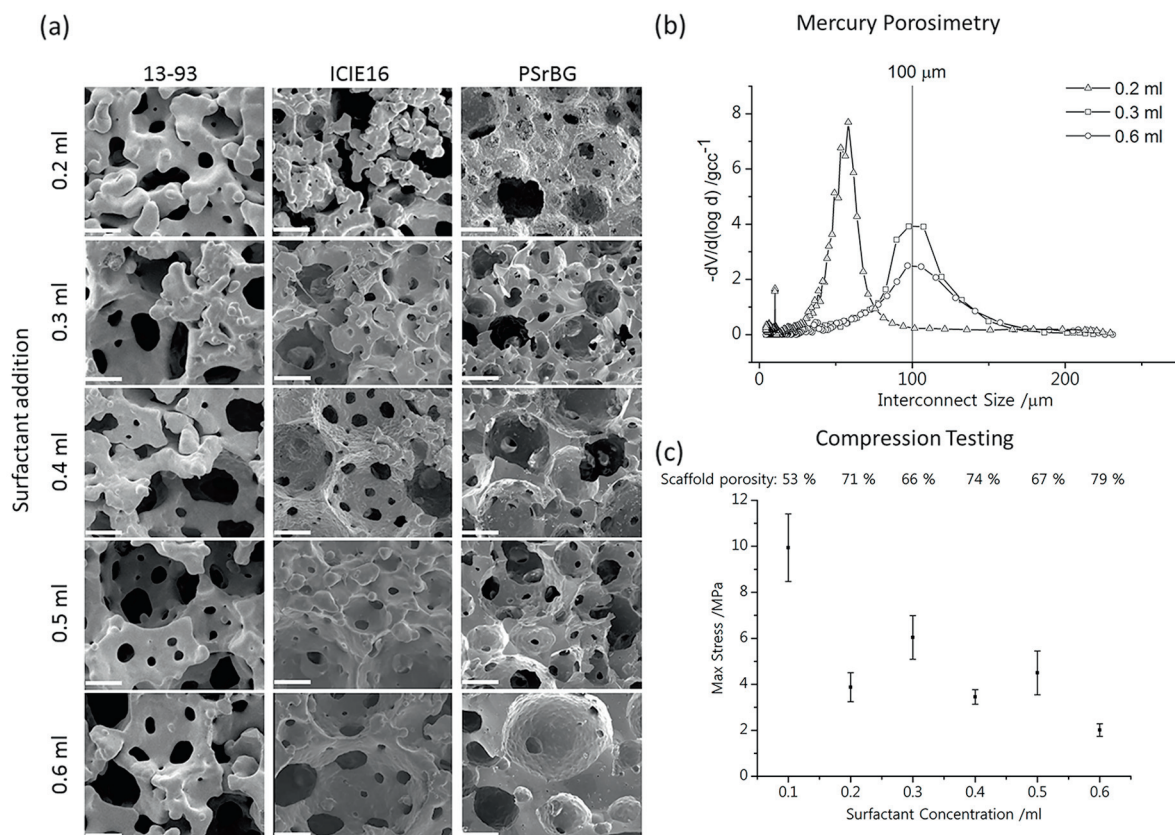 (a)
13-93 ICIE16 PSrBG
Surfactant addition
0.2 ml
0.3 ml
0.4 ml
0.5 ml
0.6 ml
(b)
Mercury Porosimetry
100 μm
0.2 ml
0.3 ml
0.6 ml
-dV/d(log d) /gcc⁻¹
8
6
4
2
0
0 100 200
Interconnect Size /μm
(c)
Compression Testing
Scaffold porosity: 53 % 71 % 66 % 74 % 67 % 79 %
Max Stress /MPa
12
10
8
6
4
2
0
0.1 0.2 0.3 0.4 0.5 0.6
Surfactant Concentration /ml